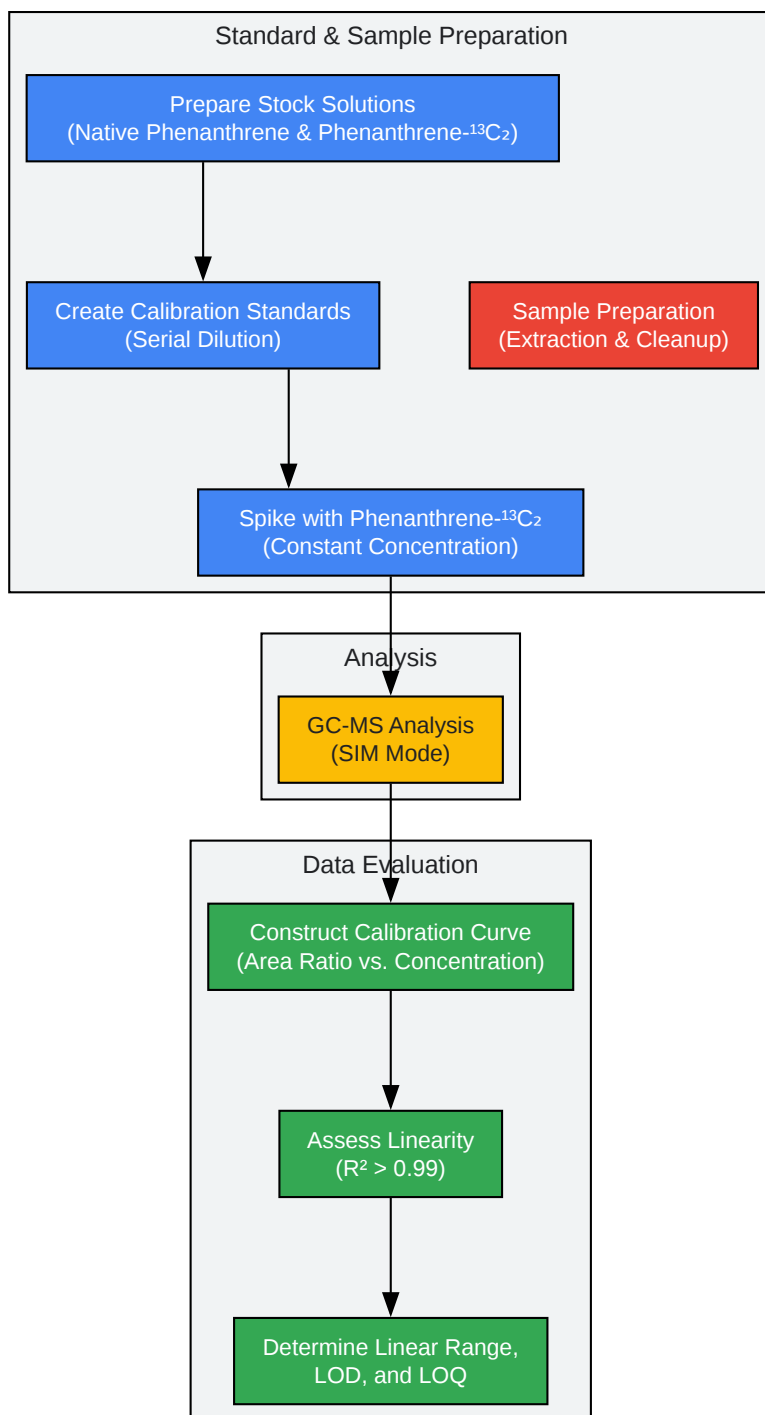 Standard & Sample Preparation
Prepare Stock Solutions
(Native Phenanthrene & Phenanthrene-¹³C₂)
Create Calibration Standards
(Serial Dilution)
Sample Preparation
(Extraction & Cleanup)
Spike with Phenanthrene-¹³C₂
(Constant Concentration)
Analysis
GC-MS Analysis
(SIM Mode)
Data Evaluation
Construct Calibration Curve
(Area Ratio vs. Concentration)
Assess Linearity
(R² > 0.99)
Determine Linear Range,
LOD, and LOQ